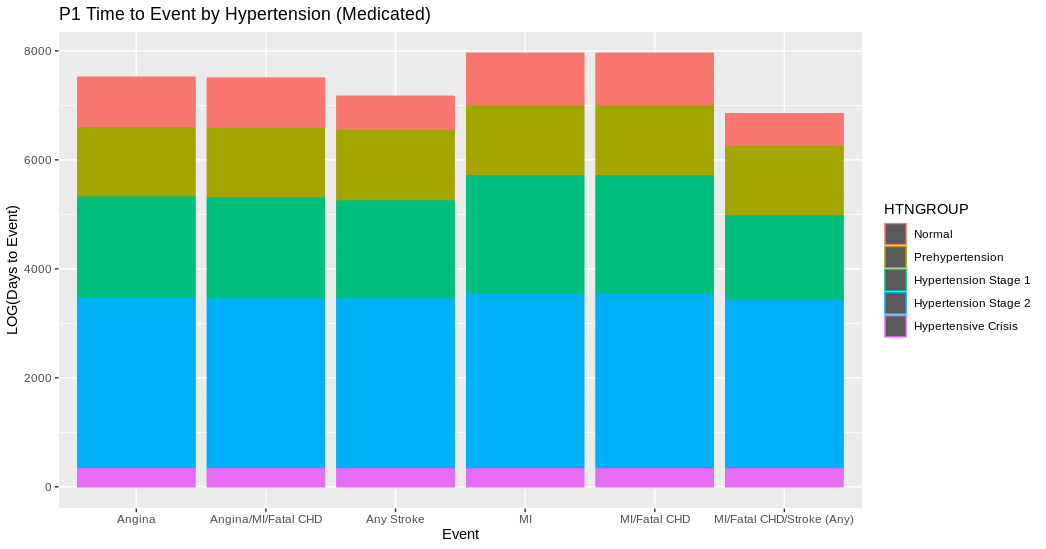 P1 Time to Event by Hypertension (Medicated)
LOG(Days to Event)
8000
6000
4000
2000
0
Angina
Angina/MI/Fatal CHD
Any Stroke
MI
MI/Fatal CHD
MI/Fatal CHD/Stroke (Any)
Event
HTNGROUP
Normal
Prehypertension
Hypertension Stage 1
Hypertension Stage 2
Hypertensive Crisis